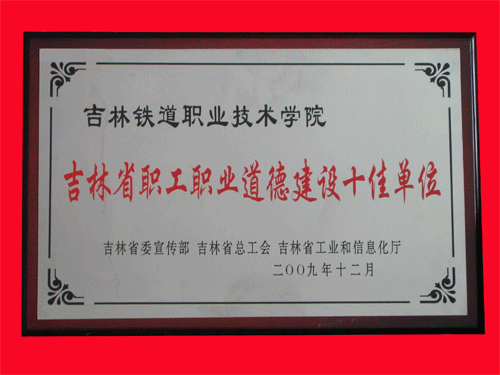 吉林铁道职业技术学院
吉林省职工职业道德建设十佳单位
吉林省委宣传部 吉林省总工会 吉林省工业和信息化厅
二〇〇九年十二月